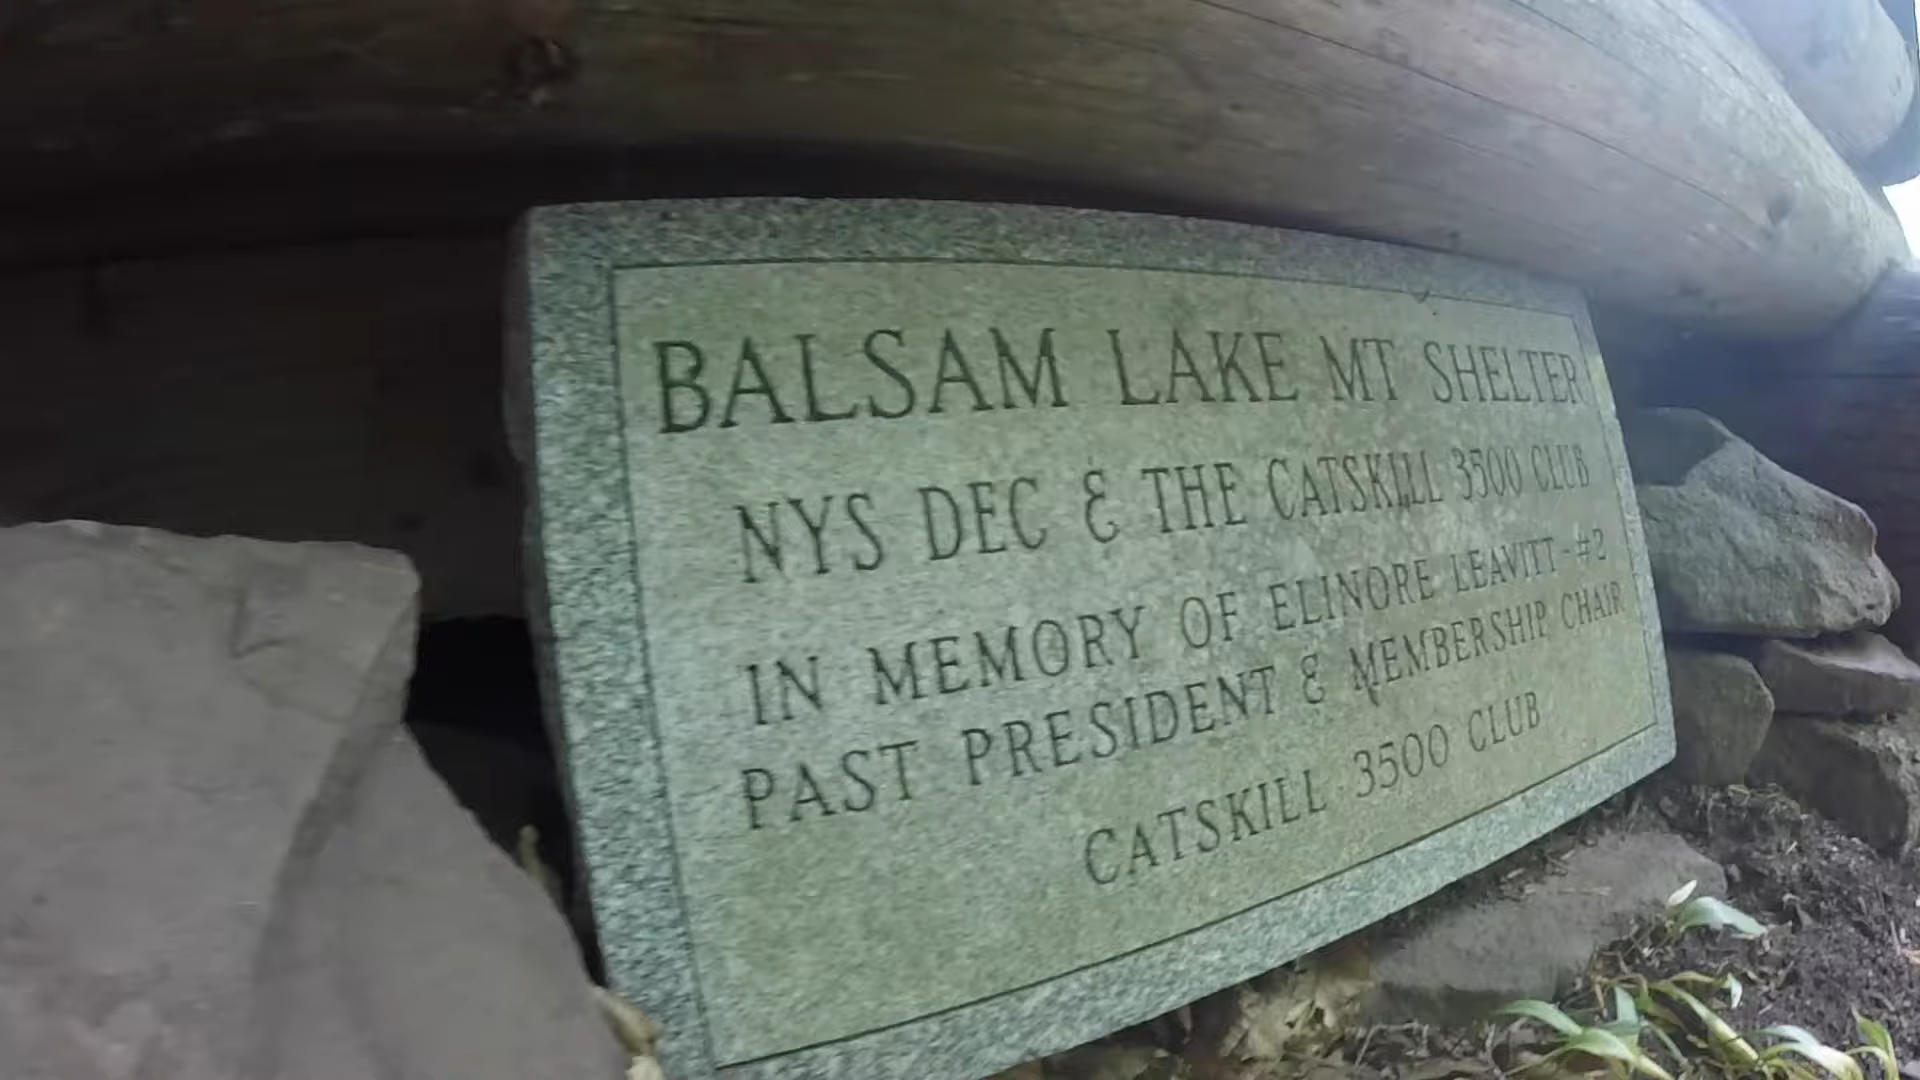 BALSAM LAKE MT SHELTER
NYS DEC & THE CATSKILL 3500 CLUB
IN MEMORY OF ELINORE LEAVITT-#2
PAST PRESIDENT & MEMBERSHIP CHAIR
CATSKILL 3500 CLUB